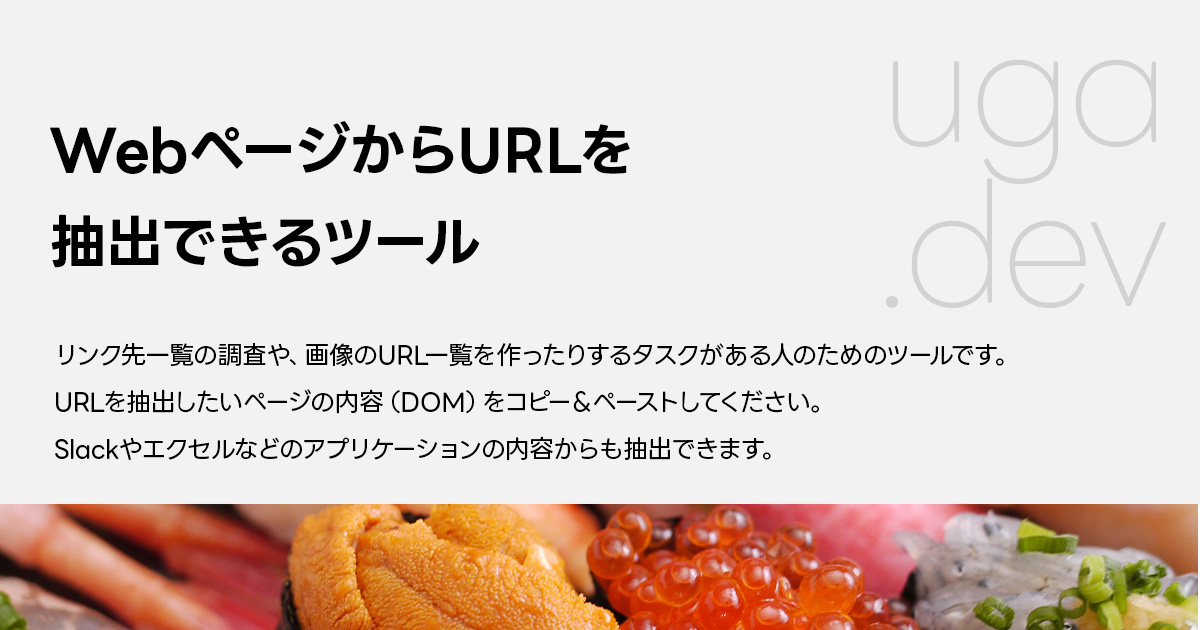 uga
.dev
WebページからURLを
抽出できるツール
リンク先一覧の調査や、画像のURL一覧を作ったりするタスクがある人のためのツールです。
URLを抽出したいページの内容（DOM）をコピー＆ペーストしてください。
Slackやエクセルなどのアプリケーションの内容からも抽出できます。